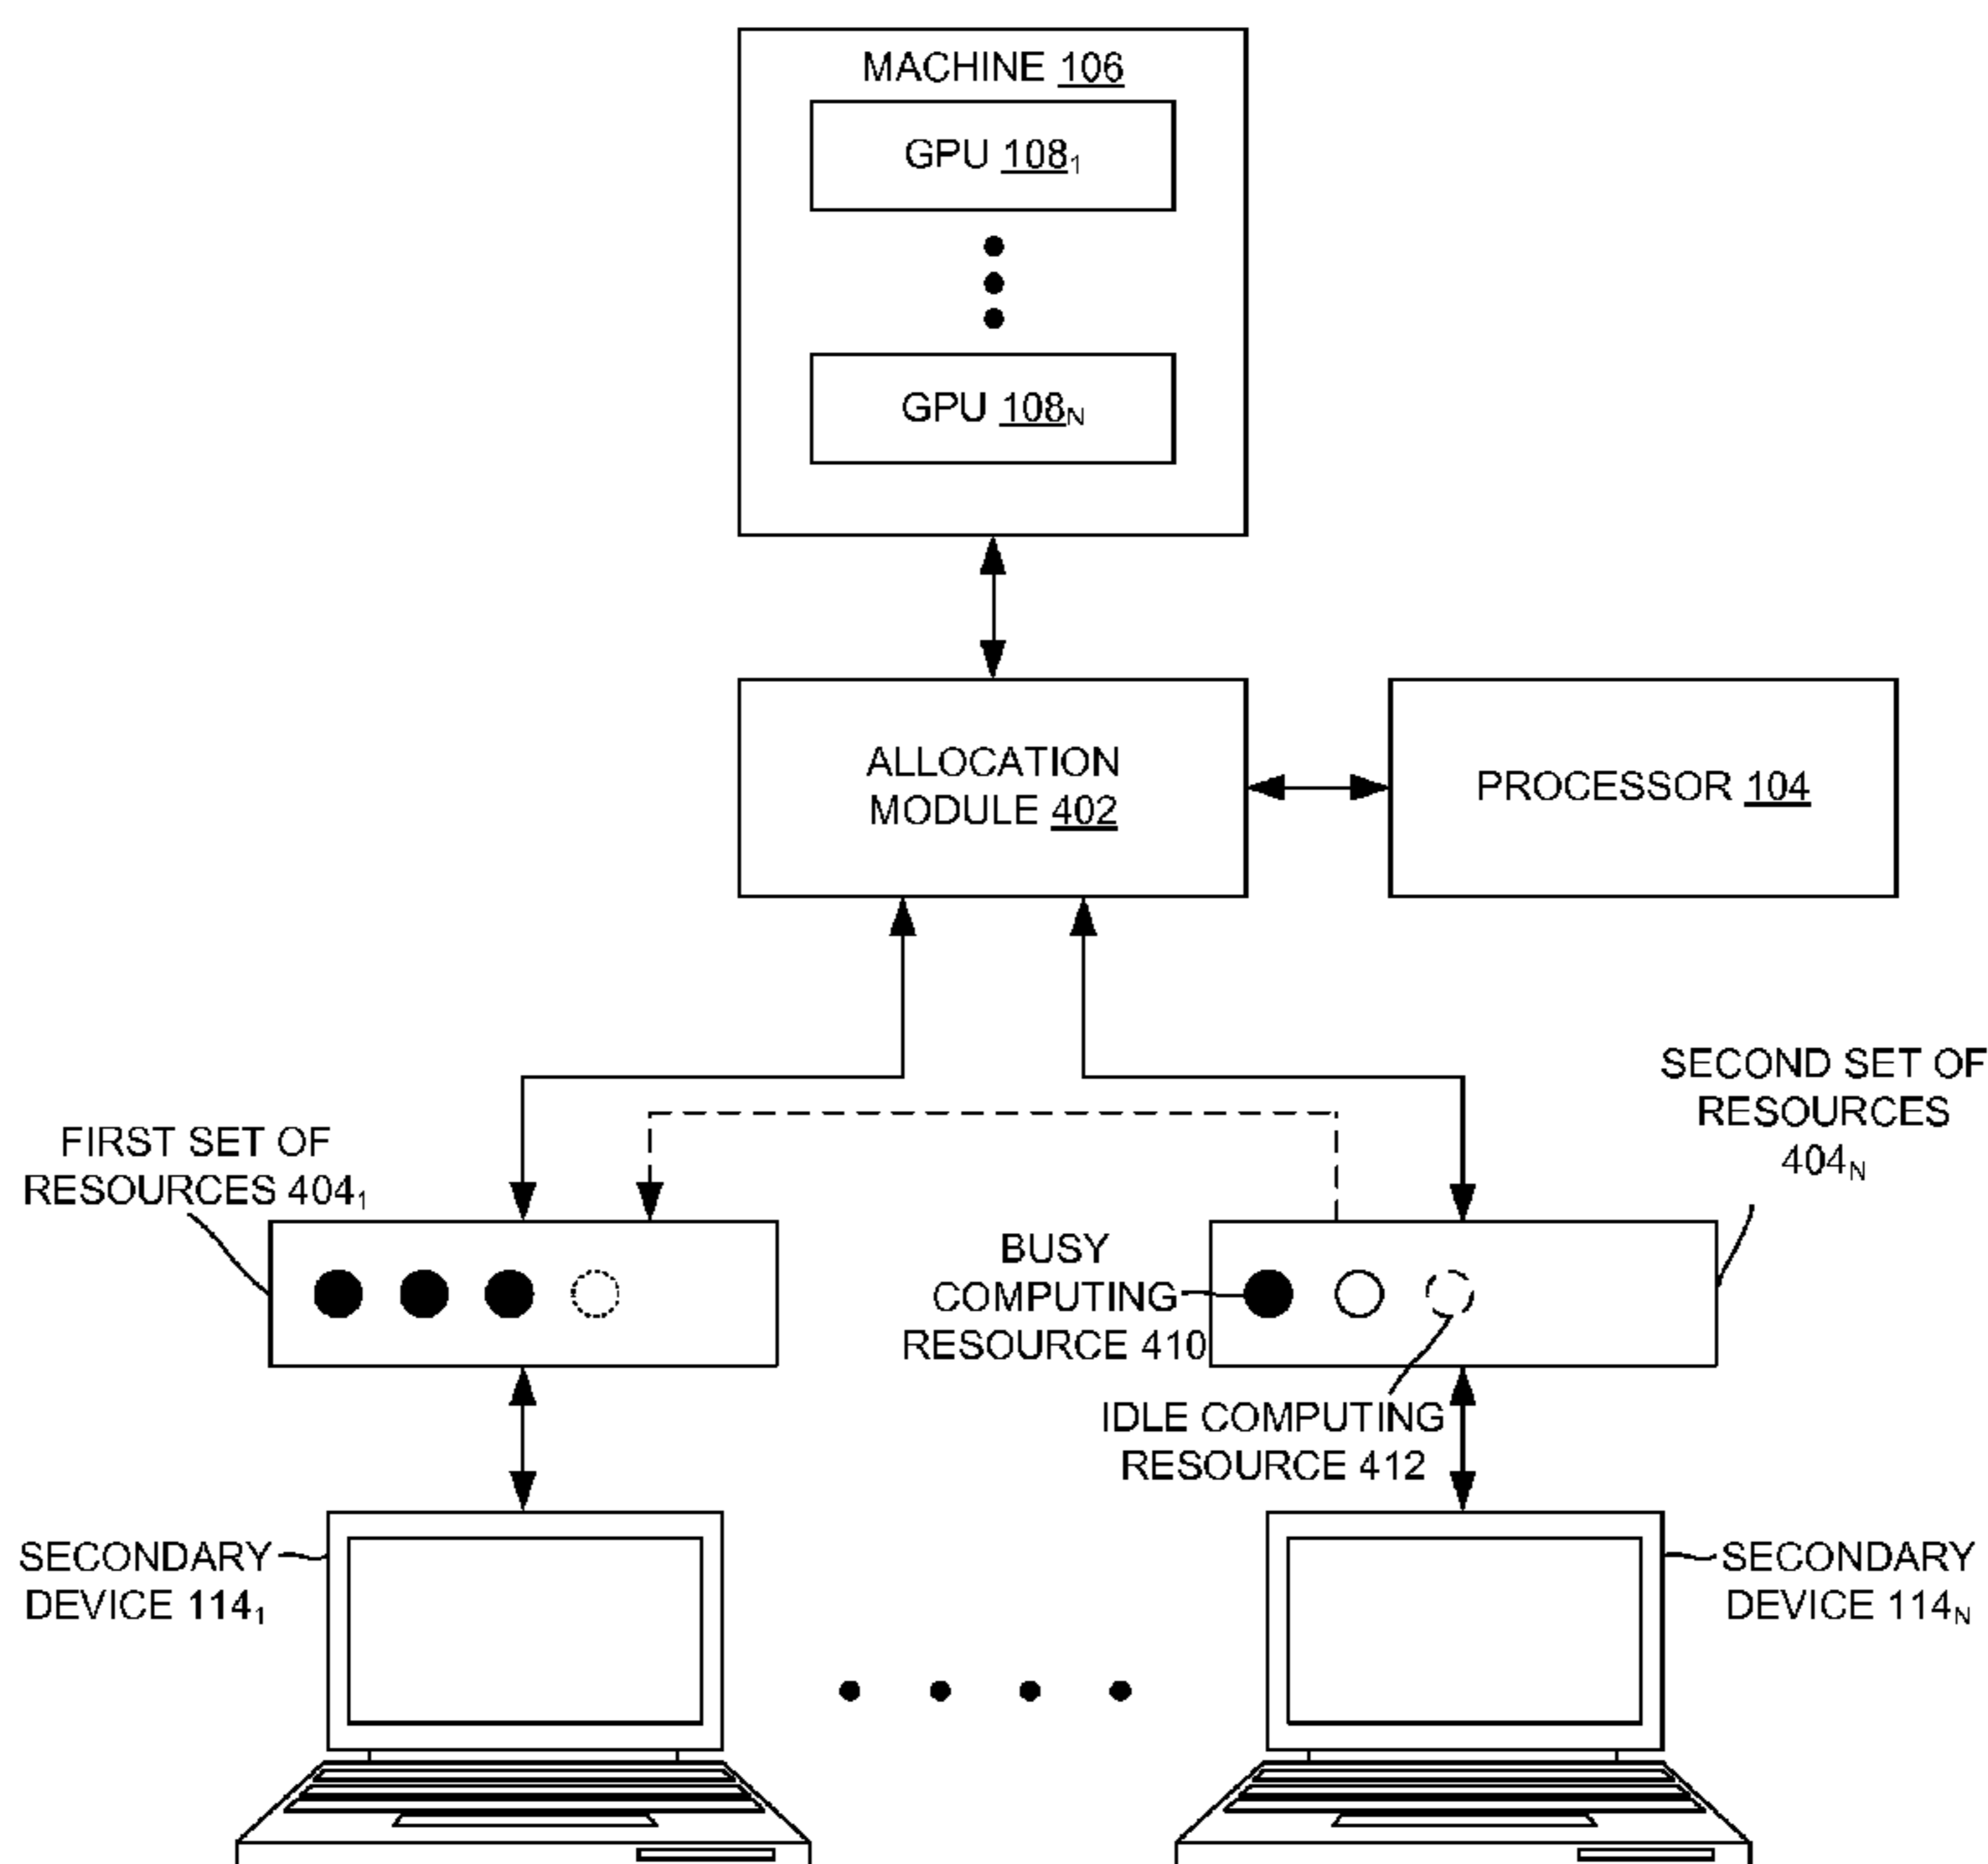 MACHINE 106
GPU 108₁
GPU 108N
ALLOCATION
MODULE 402
PROCESSOR 104
FIRST SET OF
RESOURCES 404₁
SECOND SET OF
RESOURCES
404N
BUSY
COMPUTING
RESOURCE 410
IDLE COMPUTING
RESOURCE 412
SECONDARY
DEVICE 114₁
SECONDARY
DEVICE 114N